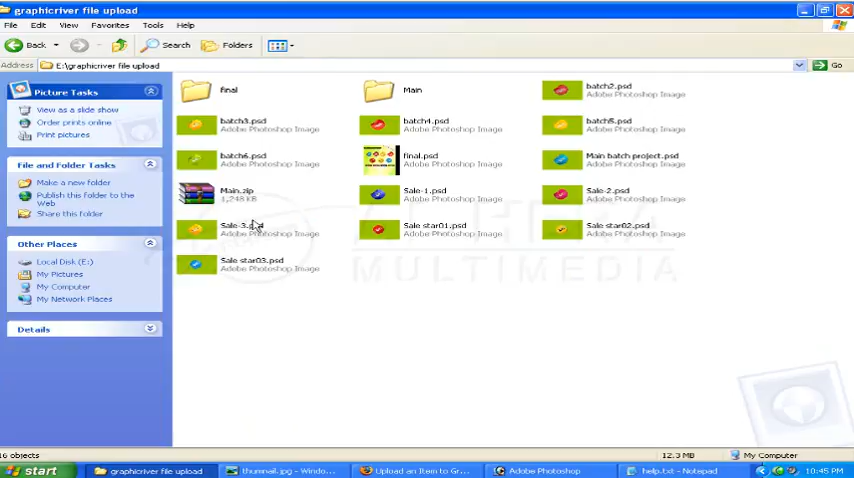 graphicriver file upload
File Edit View Favorites Tools Help
Back Search Folders
Address E:\graphicriver file upload Go
Picture Tasks
View as a slide show
Order prints online
Print pictures
File and Folder Tasks
Make a new folder
Publish this folder to the
Web
Share this folder
Other Places
Local Disk (E:)
My Pictures
My Computer
My Network Places
Details
final
Main
batch2.psd
Adobe Photoshop Image
batch3.psd
Adobe Photoshop Image
batch4.psd
Adobe Photoshop Image
batch5.psd
Adobe Photoshop Image
batch6.psd
Adobe Photoshop Image
final.psd
Adobe Photoshop Image
Main batch project.psd
Adobe Photoshop Image
Main.zip
1,248 KB
Sale-1.psd
Adobe Photoshop Image
Sale-2.psd
Adobe Photoshop Image
Sale-3.psd
Adobe Photoshop Image
Sale star01.psd
Adobe Photoshop Image
Sale star02.psd
Adobe Photoshop Image
Sale star03.psd
Adobe Photoshop Image
MULTIMEDIA
16 objects 12.3 MB My Computer
start graphicriver file upload thumnail.jpg - Windo... Upload an Item to Gr... Adobe Photoshop help.txt - Notepad 10:45 PM